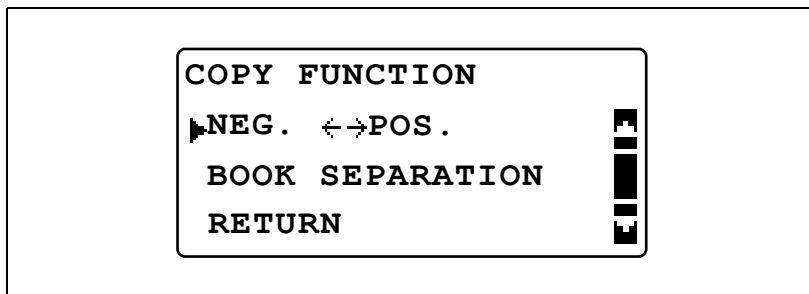 COPY FUNCTION
NEG. ←→POS.
BOOK SEPARATION
RETURN